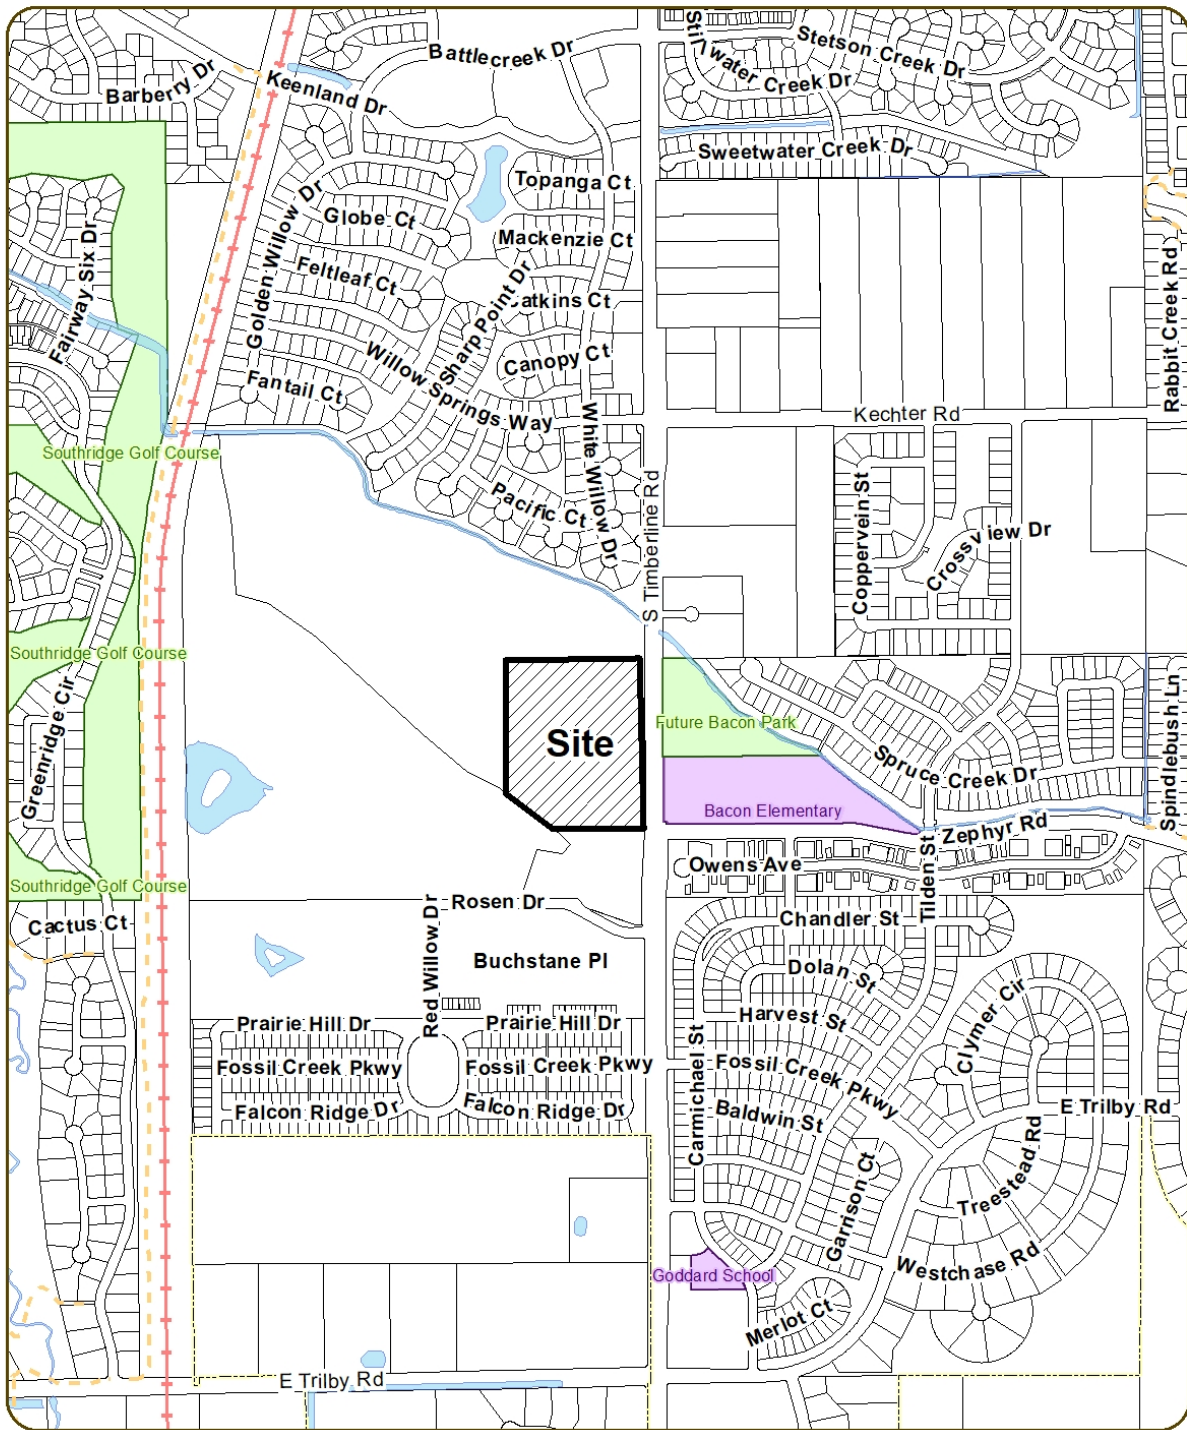 Battlecreek Dr
Stillwater Creek Dr
Stetson Creek Dr
Barberry Dr
Keenland Dr
Sweetwater Creek Dr
Topanga Ct
Globe Ct
Golden Willow Dr
Mackenzie Ct
Fairway Six Dr
Feltleaf Ct
Sharp Point Dr
atkins Ct
Rabbit Creek Rd
Canopy Ct
Willow Springs Way
Fantail Ct
White Willow Dr
Kechter Rd
Southridge Golf Course
Pacific Ct
S Timberline Rd
Coppervein St
Crossview Dr
Southridge Golf Course
Greenridge Cir
Site
Future Bacon Park
Spruce Creek Dr
Spindlebush Ln
Bacon Elementary
Zephyr Rd
Owens Ave
Tilden St
Southridge Golf Course
Cactus Ct
Rosen Dr
Red Willow Dr
Chandler St
Buchstane Pl
Dolan St
Clymer Cir
Prairie Hill Dr
Prairie Hill Dr
Harvest St
Carmichael St
Fossil Creek Pkwy
Fossil Creek Pkwy
Fossil Creek Pkwy
Falcon Ridge Dr
Falcon Ridge Dr
Baldwin St
E Trilby Rd
Garrison Ct
Treestead Rd
Westchase Rd
Goddard School
Merlot Ct
E Trilby Rd